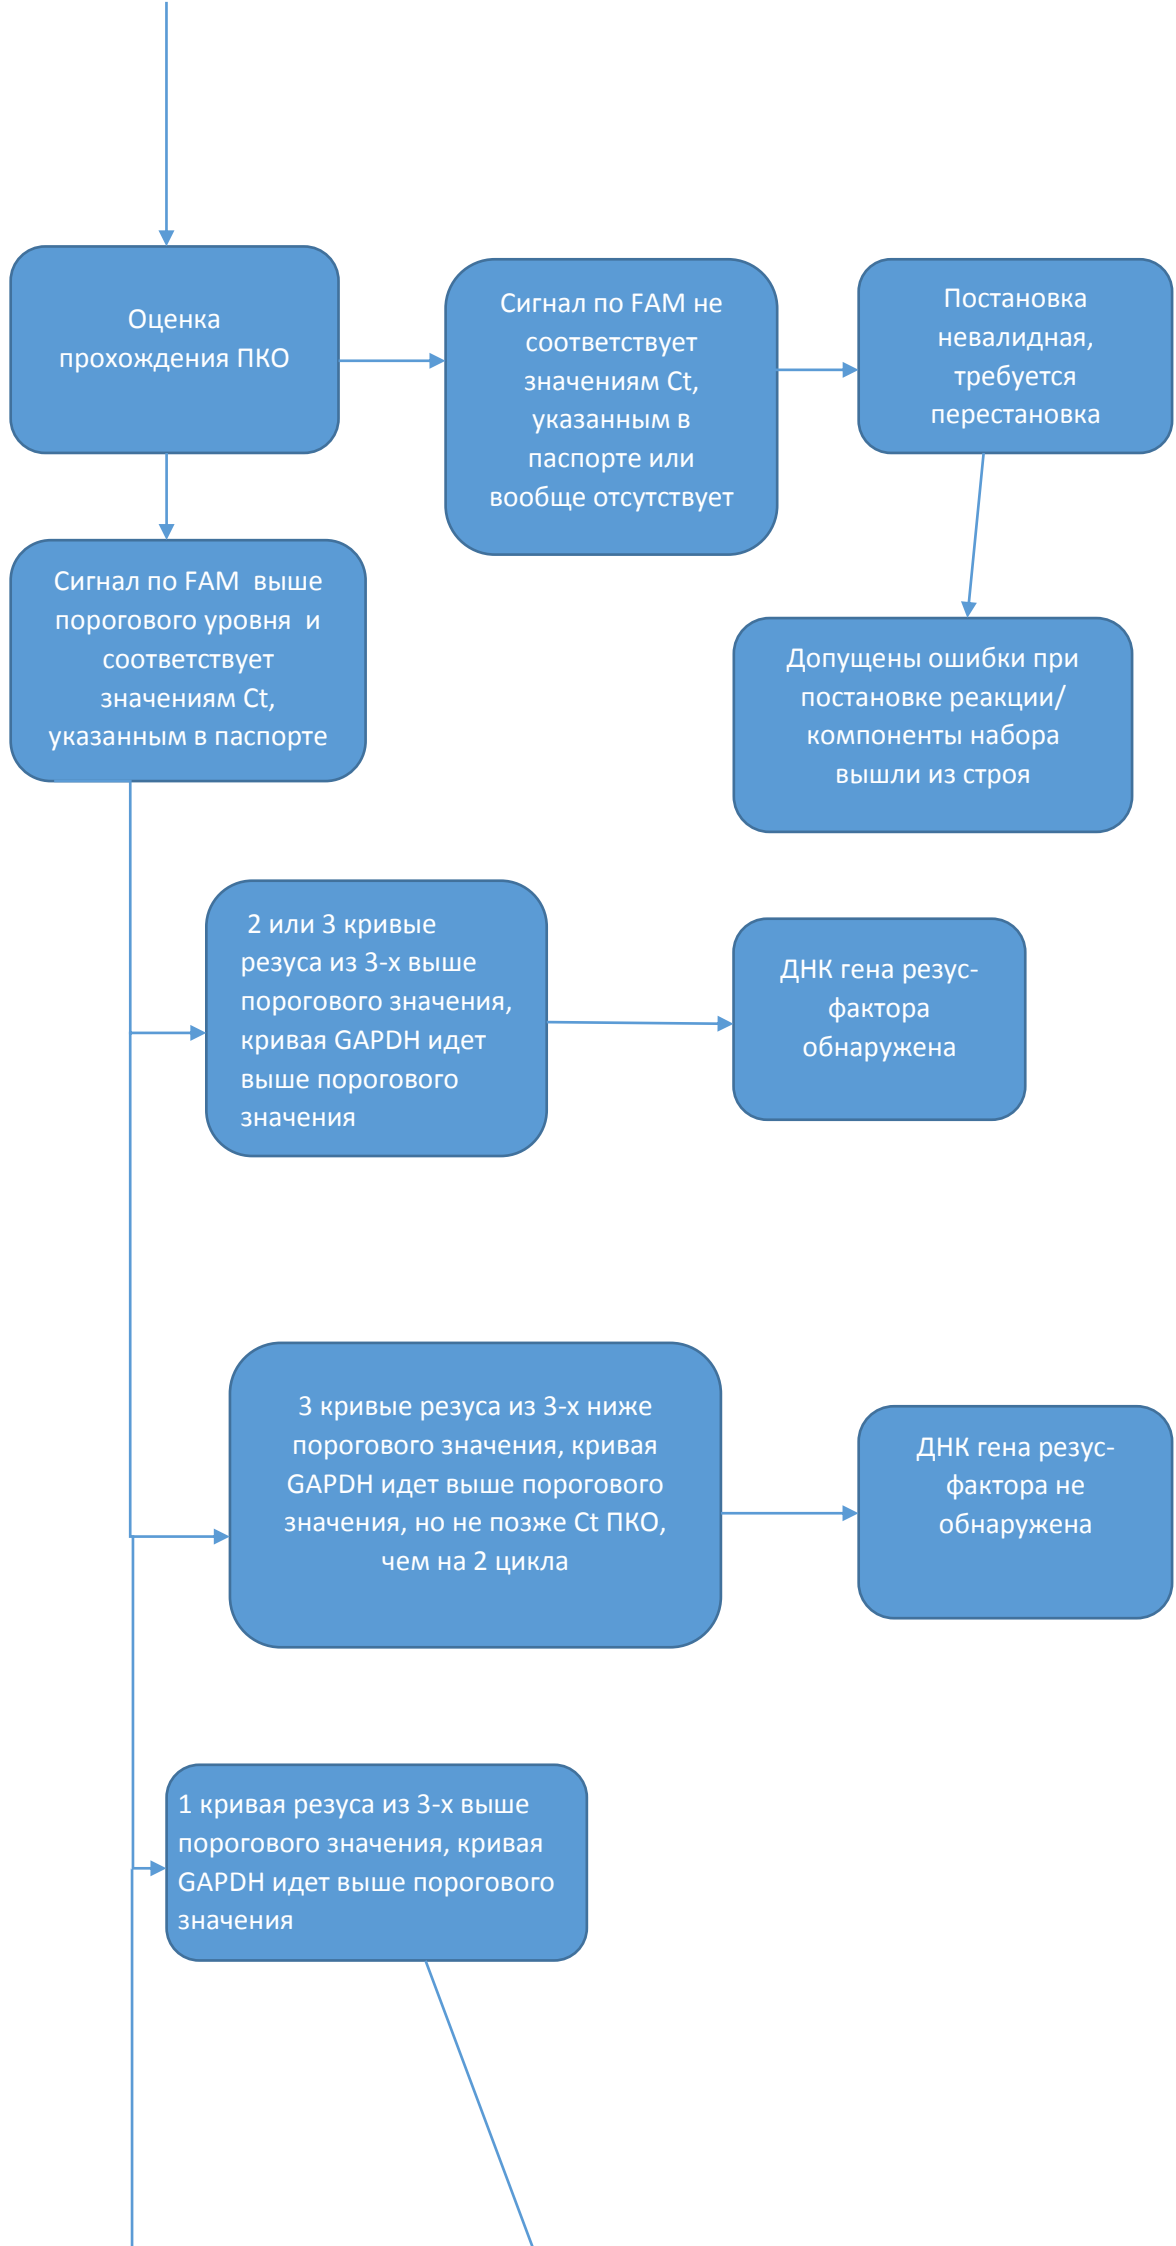 Оценка
прохождения ПКО
Сигнал по FAM не
соответствует
значениям Ct,
указанным в
паспорте или
вообще отсутствует
Постановка
невалидная,
требуется
перестановка
Сигнал по FAM  выше
порогового уровня  и
соответствует
значениям Ct,
указанным в паспорте
Допущены ошибки при
постановке реакции/
компоненты набора
вышли из строя
2 или 3 кривые
резуса из 3-х выше
порогового значения,
кривая GAPDH идет
выше порогового
значения
ДНК гена резус-
фактора
обнаружена
3 кривые резуса из 3-х ниже
порогового значения, кривая
GAPDH идет выше порогового
значения, но не позже Ct ПКО,
чем на 2 цикла
ДНК гена резус-
фактора не
обнаружена
1 кривая резуса из 3-х выше
порогового значения, кривая
GAPDH идет выше порогового
значения